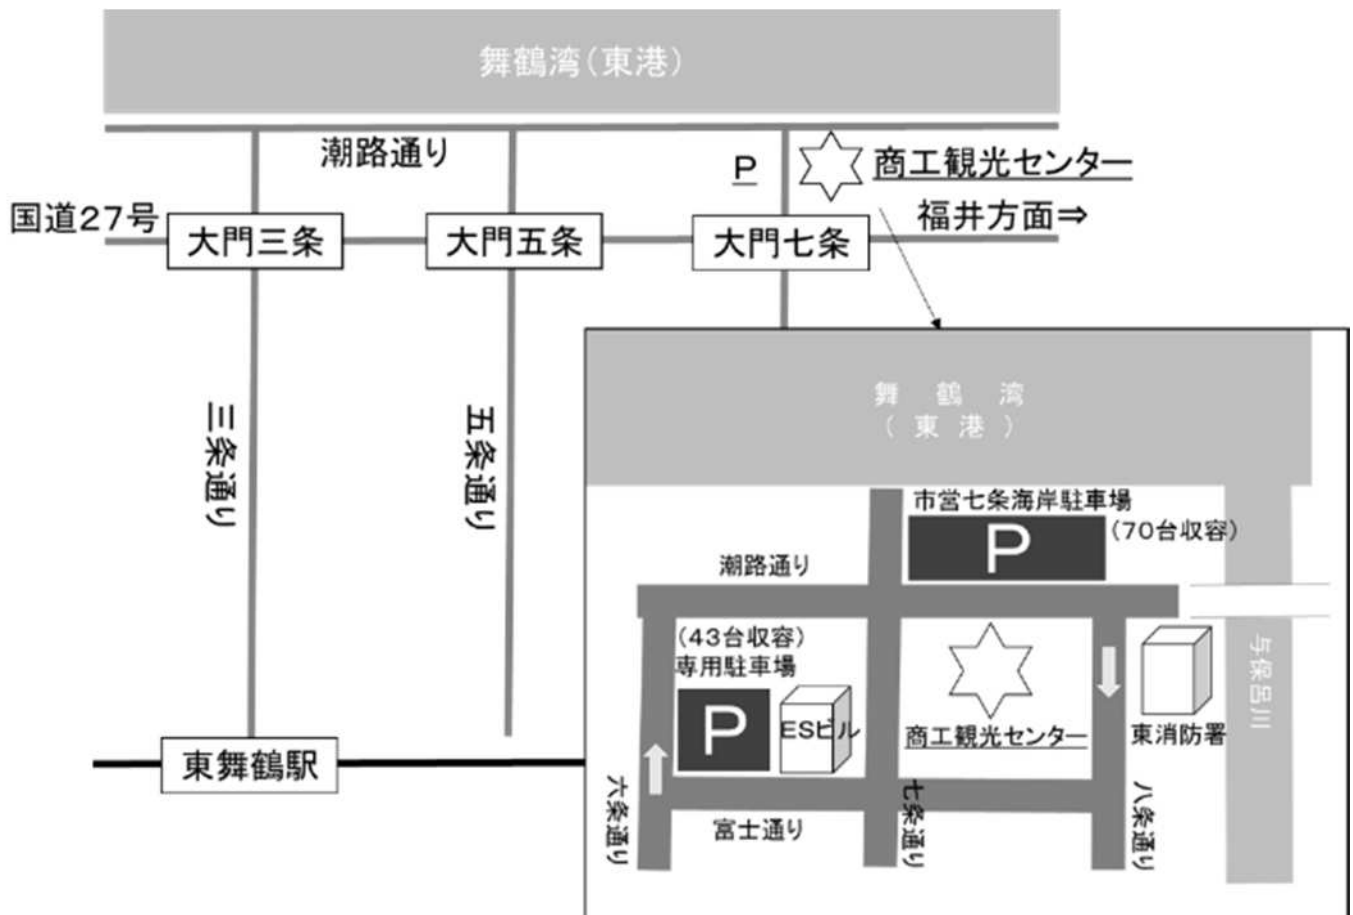 舞鶴湾(東港)
潮路通り
P
商工観光センター
国道27号
福井方面⇒
大門三条
大門五条
大門七条
三条通り
五条通り
東舞鶴駅
舞鶴湾
(東港)
市営七条海岸駐車場
P
(70台収容)
潮路通り
(43台収容)
専用駐車場
P
ESビル
商工観光センター
東消防署
与保呂川
六条通り
富士通り
七条通り
八条通り